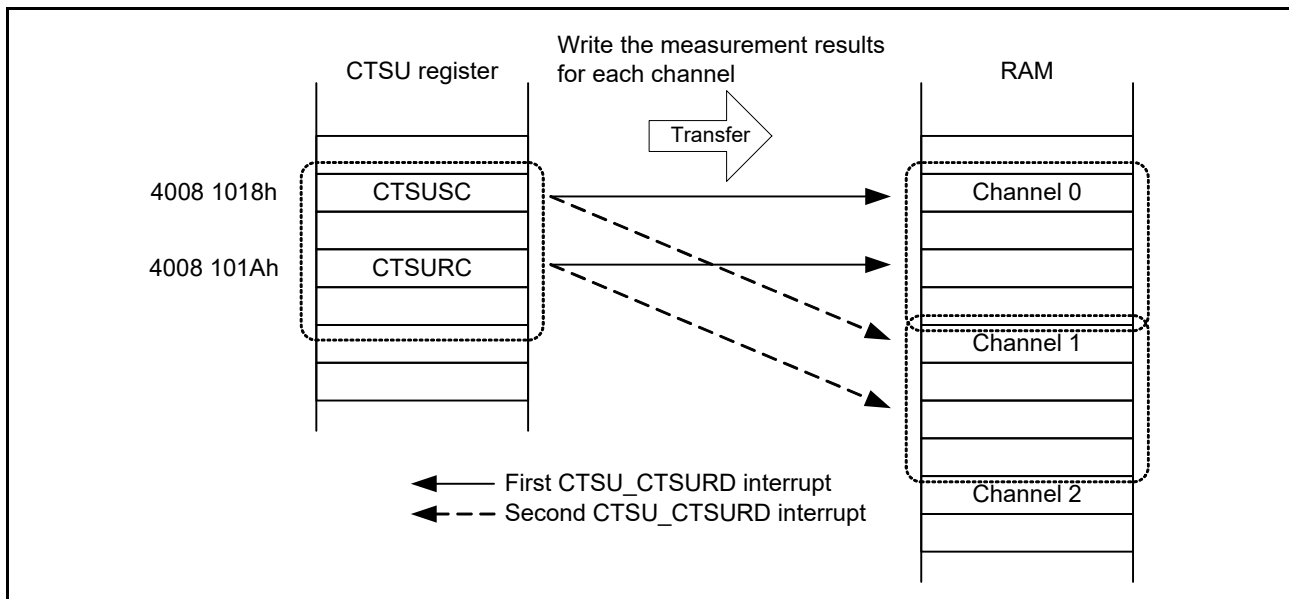 Write the measurement results
for each channel
CTSU register
RAM
Transfer
4008 1018h
CTSUSC
Channel 0
4008 101Ah
CTSURC
Channel 1
First CTSU_CTSURD interrupt
Second CTSU_CTSURD interrupt
Channel 2